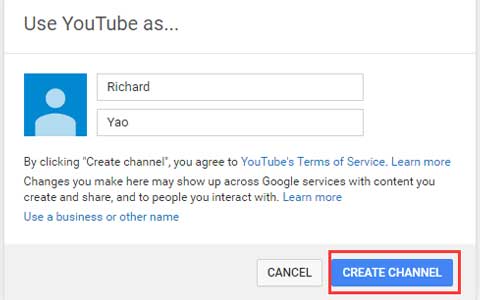 Use YouTube as...
Richard
Yao
By clicking "Create channel", you agree to YouTube's Terms of Service. Learn more
Changes you make here may show up across Google services with content you
create and share, and to people you interact with. Learn more
Use a business or other name
CANCEL
CREATE CHANNEL